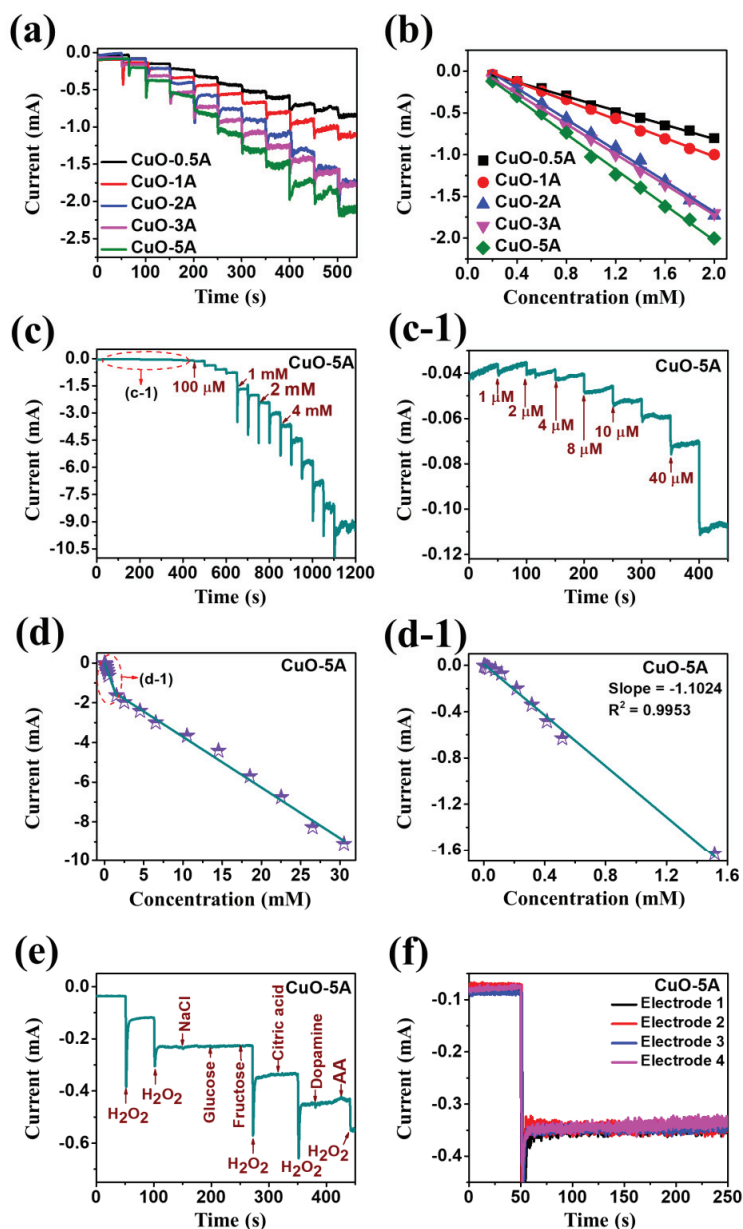 (a)
0.0
-0.5
-1.0
-1.5
-2.0
-2.5
Current (mA)
CuO-0.5A
CuO-1A
CuO-2A
CuO-3A
CuO-5A
0 100 200 300 400 500
Time (s)
(b)
0.0
-0.5
-1.0
-1.5
-2.0
Current (mA)
CuO-0.5A
CuO-1A
CuO-2A
CuO-3A
CuO-5A
0.0 0.4 0.8 1.2 1.6 2.0
Concentration (mM)
(c)
0.0
-1.5
-3.0
-4.5
-6.0
-7.5
-9.0
-10.5
Current (mA)
CuO-5A
(c-1)
100 μM
1 mM
2 mM
4 mM
0 200 400 600 800 1000 1200
Time (s)
(c-1)
-0.04
-0.06
-0.08
-0.10
-0.12
Current (mA)
CuO-5A
1 μM
2 μM
4 μM
8 μM
10 μM
40 μM
0 100 200 300 400
Time (s)
(d)
0
-2
-4
-6
-8
-10
Current (mA)
CuO-5A
(d-1)
0 5 10 15 20 25 30
Concentration (mM)
(d-1)
0.0
-0.4
-0.8
-1.2
-1.6
Current (mA)
CuO-5A
Slope = -1.1024
R² = 0.9953
0.0 0.4 0.8 1.2 1.6
Concentration (mM)
(e)
0.0
-0.2
-0.4
-0.6
Current (mA)
CuO-5A
H₂O₂
H₂O₂
NaCl
Glucose
Fructose
H₂O₂
Citric acid
H₂O₂
Dopamine
AA
H₂O₂
0 100 200 300 400
Time (s)
(f)
-0.1
-0.2
-0.3
-0.4
Current (mA)
CuO-5A
Electrode 1
Electrode 2
Electrode 3
Electrode 4
0 50 100 150 200 250
Time (s)